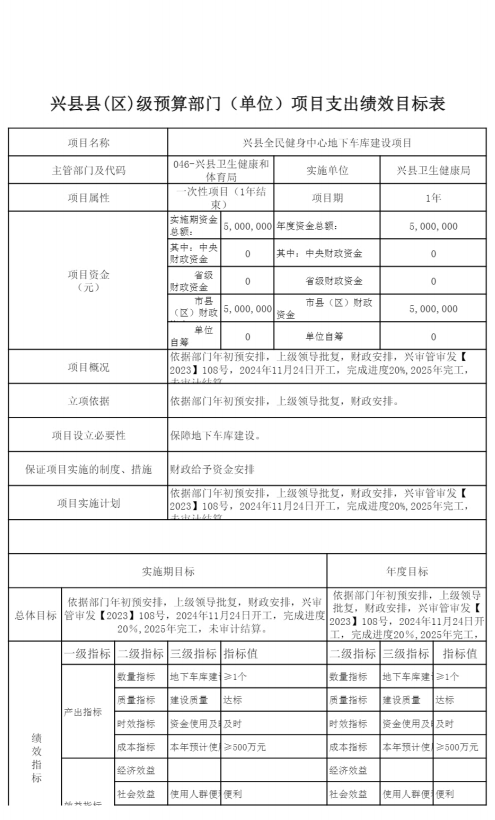 兴县县(区)级预算部门（单位）项目支出绩效目标表
项目名称 兴县全民健身中心地下车库建设项目
主管部门及代码 046-兴县卫生健康和体育局 实施单位 兴县卫生健康局
项目属性 一次性项目（1年结束） 项目期 1年
项目资金（元）
实施期资金总额： 5,000,000 年度资金总额： 5,000,000
其中：中央财政资金 0 其中：中央财政资金 0
省级财政资金 0 省级财政资金 0
市县（区）财政 5,000,000 市县（区）财政资金 5,000,000
单位自筹 0 单位自筹 0
项目概况 依据部门年初预安排，上级领导批复，财政安排，兴审管审发【
2023】108号，2024年11月24日开工，完成进度20%,2025年完工，
未审计结算
立项依据 依据部门年初预安排，上级领导批复，财政安排。
项目设立必要性 保障地下车库建设。
保证项目实施的制度、措施 财政给予资金安排
项目实施计划 依据部门年初预安排，上级领导批复，财政安排，兴审管审发【
2023】108号，2024年11月24日开工，完成进度20%,2025年完工，
未审计结算
实施期目标 年度目标
总体目标
依据部门年初预安排，上级领导批复，财政安排，兴审
管审发【2023】108号，2024年11月24日开工，完成进度
20%,2025年完工，未审计结算。
依据部门年初预安排，上级领导
批复，财政安排，兴审管审发【
2023】108号，2024年11月24日开
工，完成进度20%,2025年完工，
绩效指标
一级指标 二级指标 三级指标 指标值 二级指标 三级指标 指标值
产出指标
数量指标 地下车库建 ≥1个 数量指标 地下车库建 ≥1个
质量指标 建设质量 达标 质量指标 建设质量 达标
时效指标 资金使用及 及时 时效指标 资金使用及 及时
成本指标 本年预计使 ≥500万元 成本指标 本年预计使 ≥500万元
效益指标
经济效益 经济效益
社会效益 使用人群便 便利 社会效益 使用人群便 便利